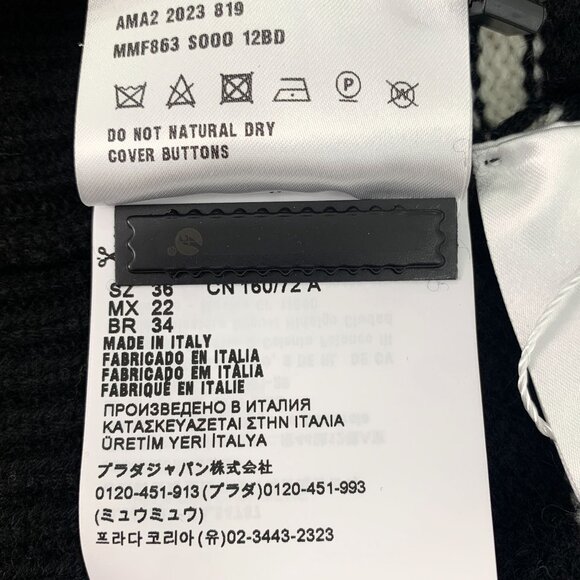 AMA2 2023 819
MMF863 S000 12BD
DO NOT NATURAL DRY
COVER BUTTONS
SZ 36 CN 160/72 A
MX 22
BR 34
MADE IN ITALY
FABRICADO EN ITALIA
FABRICADO EM ITALIA
FABRIQUÉ EN ITALIE
ПРОИЗВЕДЕНО В ИТАЛИЯ
ΚΑΤΑΣΚΕΥΑΖΕΤΑΙ ΣΤΗΝ ΙΤΑΛΙΑ
ÜRETİM YERİ İTALYA
プラダジャパン株式会社
0120-451-913(プラダ)0120-451-993
(ミュウミュウ)
프라다코리아(유)02-3443-2323